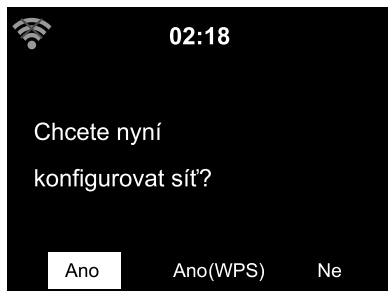 02:18
Chcete nyní
konfigurovat síť?
Ano Ano(WPS) Ne